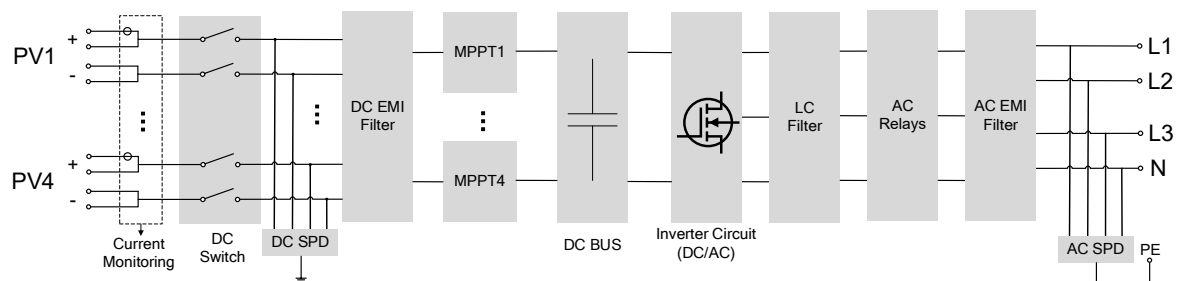 PV1
+
-
PV4
+
-
Current
Monitoring
DC
Switch
DC SPD
DC EMI
Filter
MPPT1
MPPT4
DC BUS
Inverter Circuit
(DC/AC)
LC
Filter
AC
Relays
AC EMI
Filter
L1
L2
L3
N
AC SPD
PE